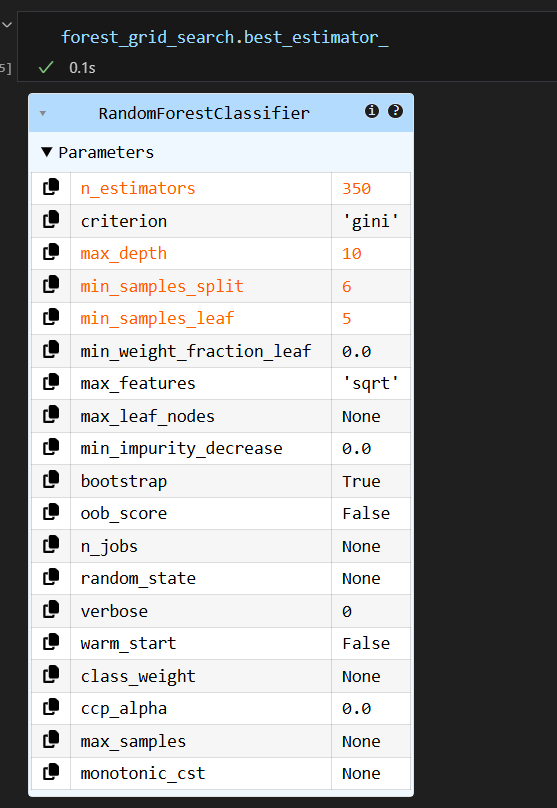 forest_grid_search.best_estimator_
5]
0.1s
RandomForestClassifier
Parameters
n_estimators 350
criterion 'gini'
max_depth 10
min_samples_split 6
min_samples_leaf 5
min_weight_fraction_leaf 0.0
max_features 'sqrt'
max_leaf_nodes None
min_impurity_decrease 0.0
bootstrap True
oob_score False
n_jobs None
random_state None
verbose 0
warm_start False
class_weight None
ccp_alpha 0.0
max_samples None
monotonic_cst None